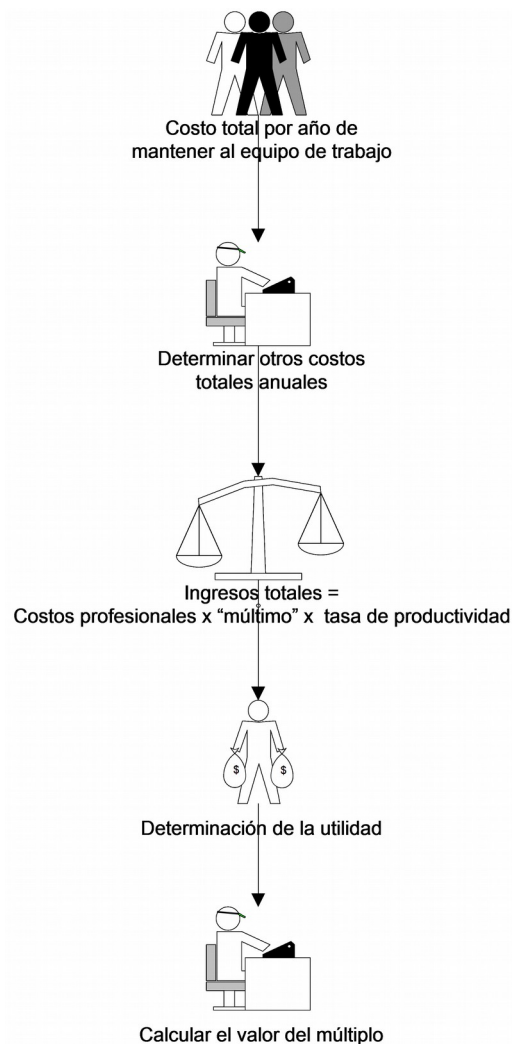 Costo total por año de
mantener al equipo de trabajo
Determinar otros costos
totales anuales
Ingresos totales =
Costos profesionales x “múltimo” x tasa de productividad
$ $
Determinación de la utilidad
Calcular el valor del múltiplo